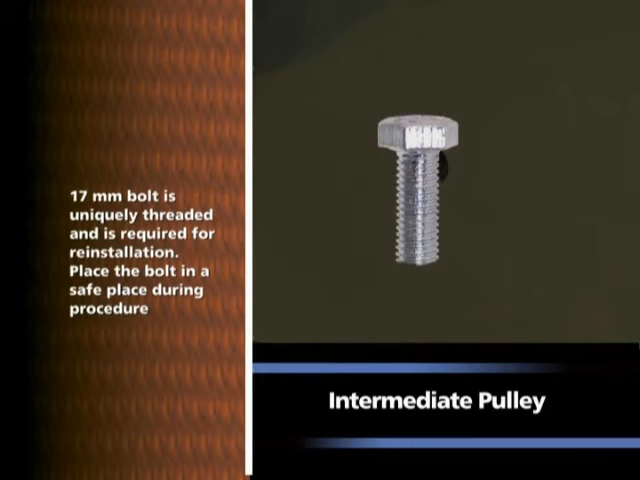 17 mm bolt is
uniquely threaded
and is required for
reinstallation.
Place the bolt in a
safe place during
procedure
Intermediate Pulley